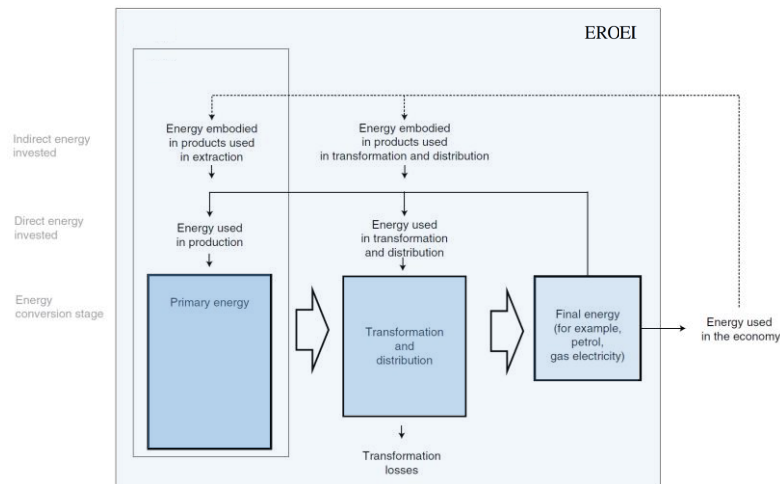 EROEI
Indirect energy
invested
Energy embodied
in products used
in extraction
Energy embodied
in products used
in transformation and distribution
Direct energy
invested
Energy used
in production
Energy used
in transformation
and distribution
Energy
conversion stage
Primary energy
Transformation
and
distribution
Final energy
(for example,
petrol,
gas electricity)
Energy used
in the economy
Transformation
losses